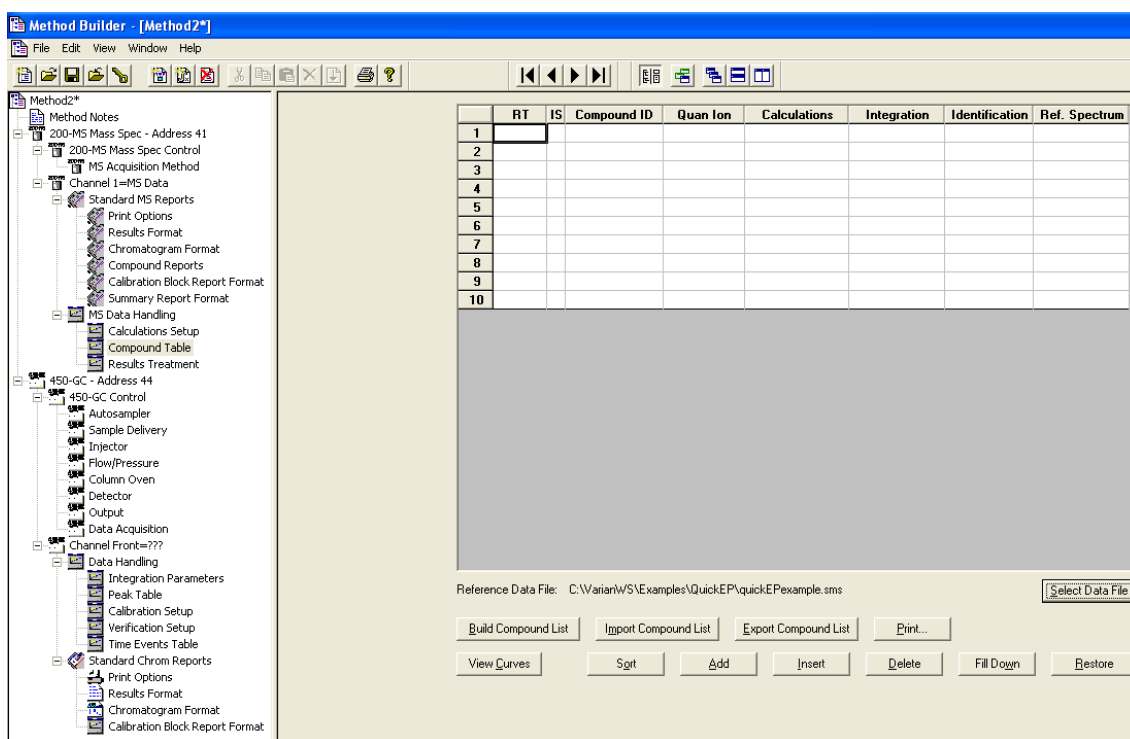 Method Builder - [Method2*]
File Edit View Window Help
Method2*
Method Notes
200-MS Mass Spec - Address 41
200-MS Mass Spec Control
MS Acquisition Method
Channel 1=MS Data
Standard MS Reports
Print Options
Results Format
Chromatogram Format
Compound Reports
Calibration Block Report Format
Summary Report Format
MS Data Handling
Calculations Setup
Compound Table
Results Treatment
450-GC - Address 44
450-GC Control
Autosampler
Sample Delivery
Injector
Flow/Pressure
Column Oven
Detector
Output
Data Acquisition
Channel Front=???
Data Handling
Integration Parameters
Peak Table
Calibration Setup
Verification Setup
Time Events Table
Standard Chrom Reports
Print Options
Results Format
Chromatogram Format
Calibration Block Report Format
RT IS Compound ID Quan Ion Calculations Integration Identification Ref. Spectrum
1
2
3
4
5
6
7
8
9
10
Reference Data File: C:\VarianWS\Examples\QuickEP\quickEPexample.sms Select Data File
Build Compound List Import Compound List Export Compound List Print...
View Curves Sort Add Insert Delete Fill Down Restore